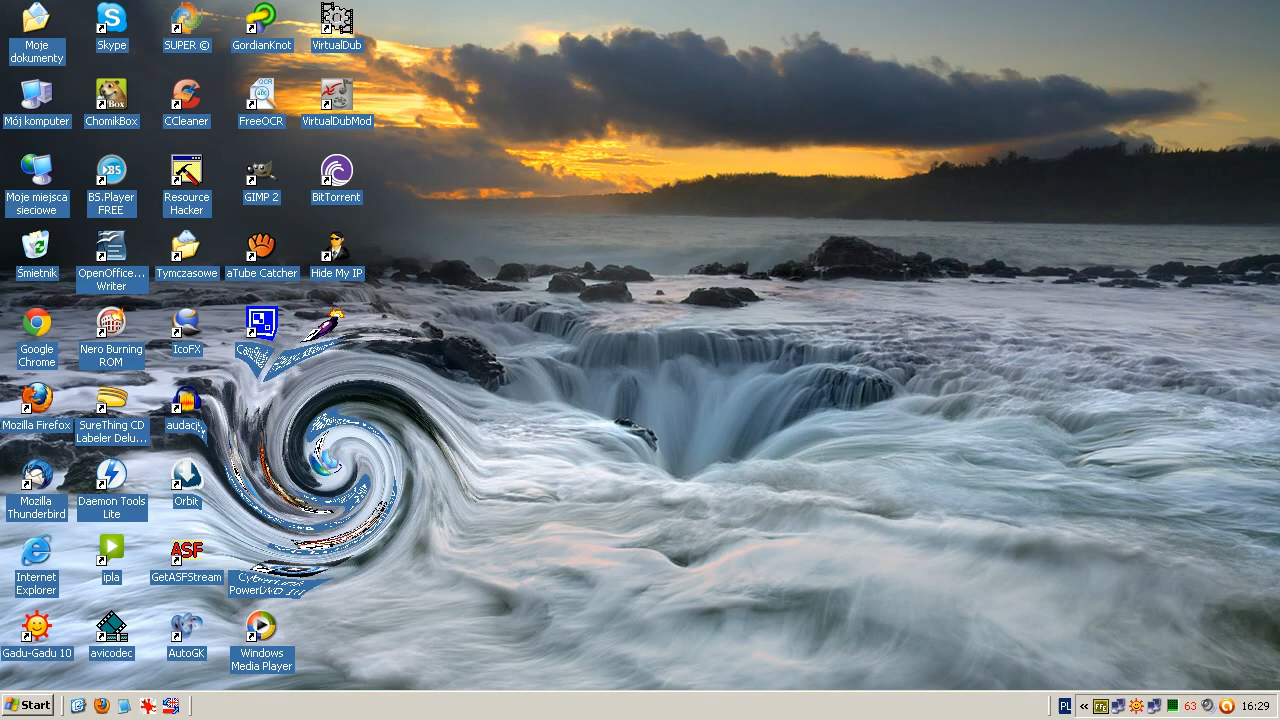 Moje
dokumenty
Skype
SUPER ©
GordianKnot
VirtualDub
Mój komputer
ChomikBox
Box
CCleaner
OCR
FreeOCR
VirtualDubMod
Moje miejsca
sieciowe
BS.Player
FREE
Resource
Hacker
GIMP 2
BitTorrent
Śmietnik
OpenOffice...
Writer
Tymczasowe
aTube Catcher
Hide My IP
Google
Chrome
Nero Burning
ROM
IcoFX
Mozilla Firefox
SureThing CD
Labeler Delu...
audacity
Mozilla
Thunderbird
Daemon Tools
Lite
Orbit
Internet
Explorer
ipla
ASF
GetASFStream
PowerDVD
Gadu-Gadu 10
avicodec
AutoGK
Windows
Media Player
Start
PL
«
63
16:29